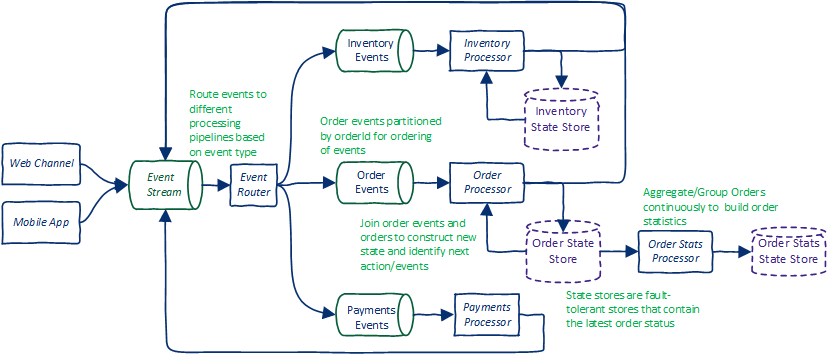 Inventory
Events
Inventory
Processor
Inventory
State Store
Route events to
different
processing
pipelines based
on event type
Order events partitioned
by orderId for ordering
of events
Web Channel
Mobile App
Event
Stream
Event
Router
Order
Events
Order
Processor
Join order events and
orders to construct new
state and identify next
action/events
Order State
Store
Aggregate/Group Orders
continuously to build order
statistics
Order Stats
Processor
Order Stats
State Store
State stores are fault-
tolerant stores that contain
the latest order status
Payments
Events
Payments
Processor